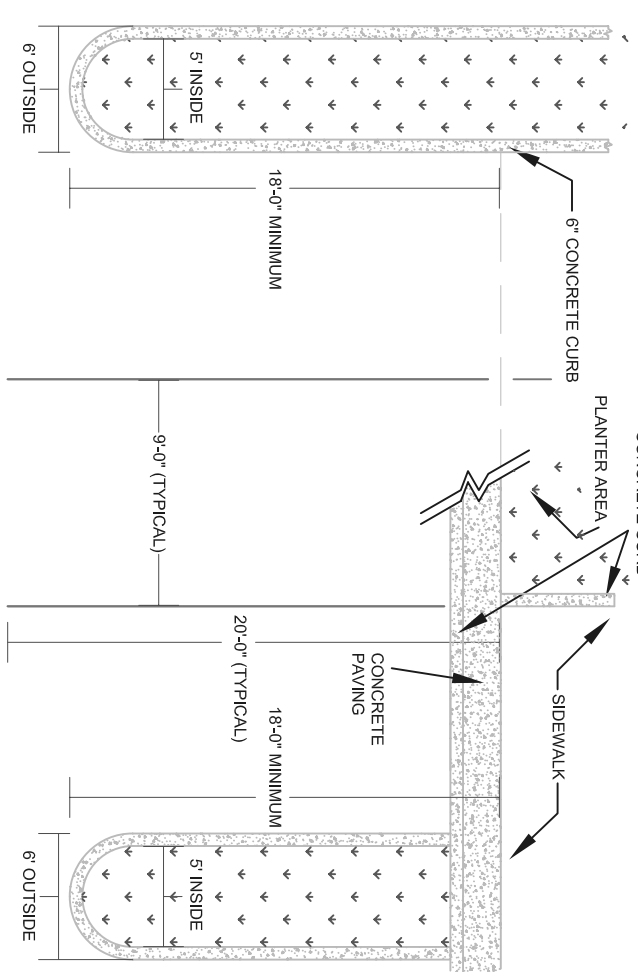 6' OUTSIDE
5' INSIDE
18'-0" MINIMUM
6" CONCRETE CURB
PLANTER AREA
9'-0" (TYPICAL)
20'-0" (TYPICAL)
CONCRETE
PAVING
SIDEWALK
18'-0" MINIMUM
6' OUTSIDE
5' INSIDE